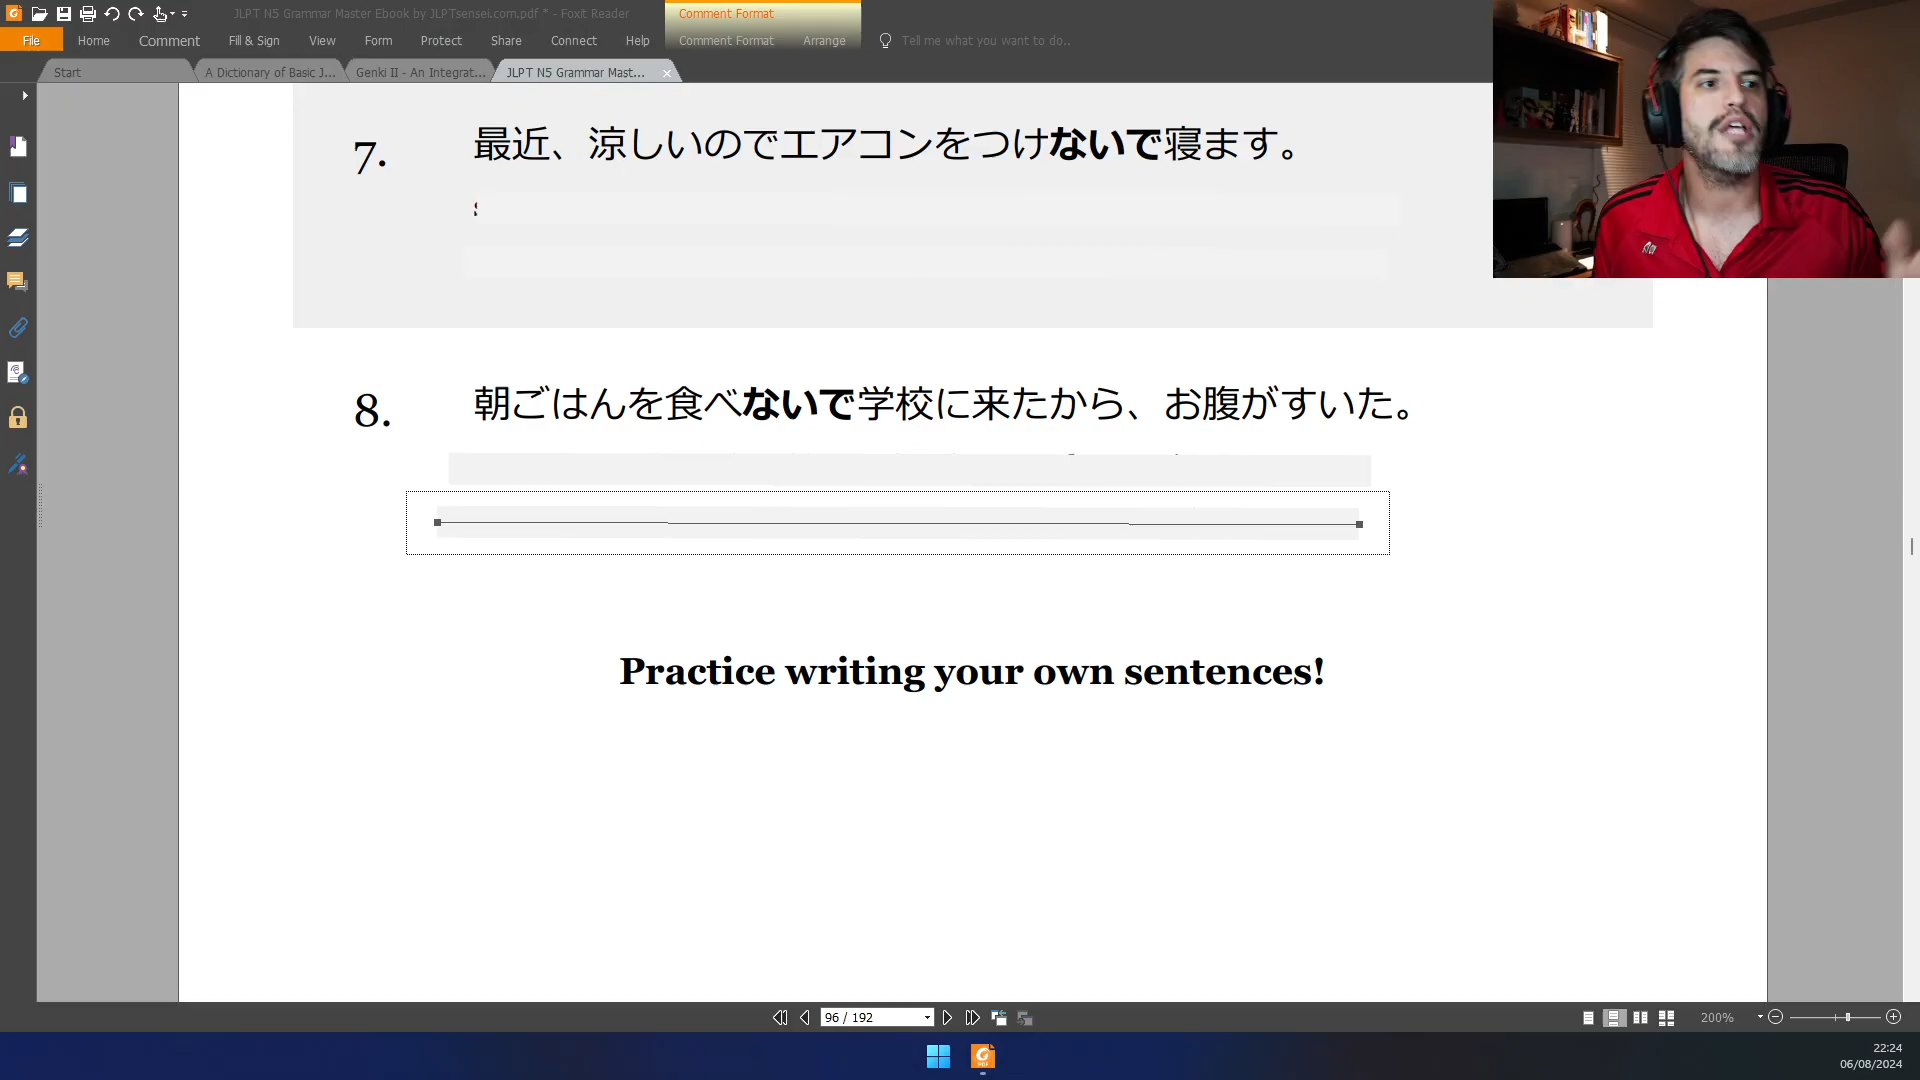 JLPT N5 Grammar Master Ebook by JLPTsensei.com.pdf * - Foxit Reader
Comment Format
File
Home
Comment
Fill & Sign
View
Form
Protect
Share
Connect
Help
Comment Format
Arrange
Tell me what you want to do..
Start
A Dictionary of Basic J...
Genki II - An Integrat...
JLPT N5 Grammar Mast...
7. 最近、涼しいのでエアコンをつけないで寝ます。
8. 朝ごはんを食べないで学校に来たから、お腹がすいた。
Practice writing your own sentences!
96 / 192
200%
22:24
06/08/2024